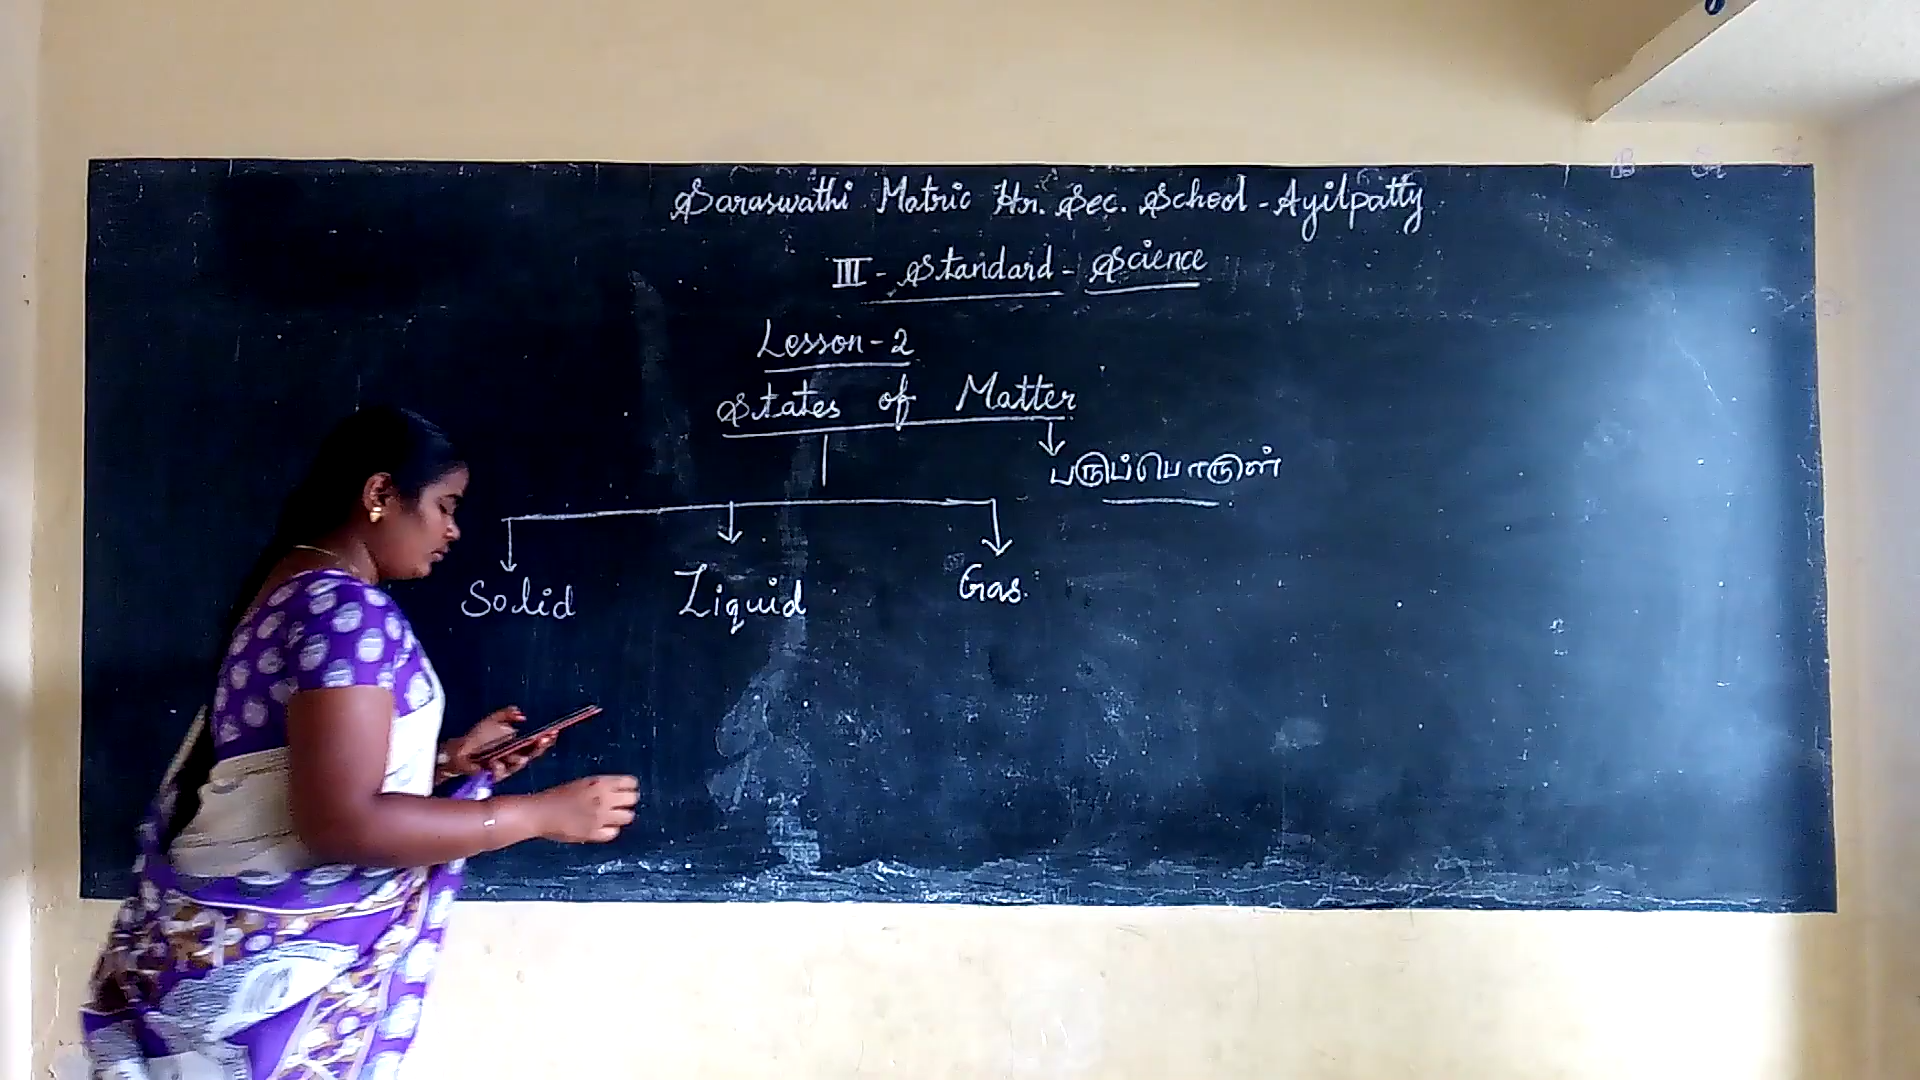 Saraswathi Matric Hr. Sec. School - Ayilpatty
III - Standard - Science
Lesson - 2
States of Matter
பருப்பொருள்
Solid Liquid Gas